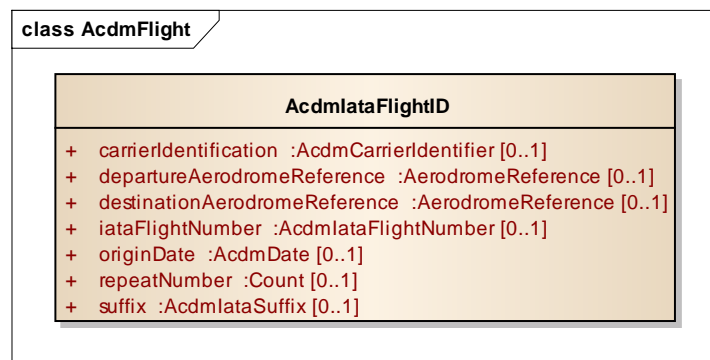 class AcdmFlight
AcdmIataFlightID
+ carrierIdentification :AcdmCarrierIdentifier [0..1]
+ departureAerodromeReference :AerodromeReference [0..1]
+ destinationAerodromeReference :AerodromeReference [0..1]
+ iataFlightNumber :AcdmIataFlightNumber [0..1]
+ originDate :AcdmDate [0..1]
+ repeatNumber :Count [0..1]
+ suffix :AcdmIataSuffix [0..1]